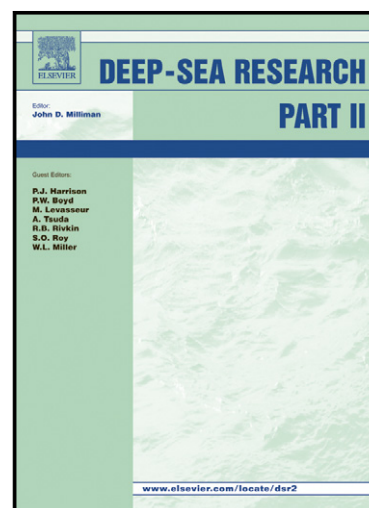 ELSEVIER
DEEP-SEA RESEARCH
PART II
Editor:
John D. Milliman
Guest Editors:
P.J. Harrison
P.W. Boyd
M. Levasseur
A. Tsuda
R.B. Rivkin
S.O. Roy
W.L. Miller
www.elsevier.com/locate/dsr2